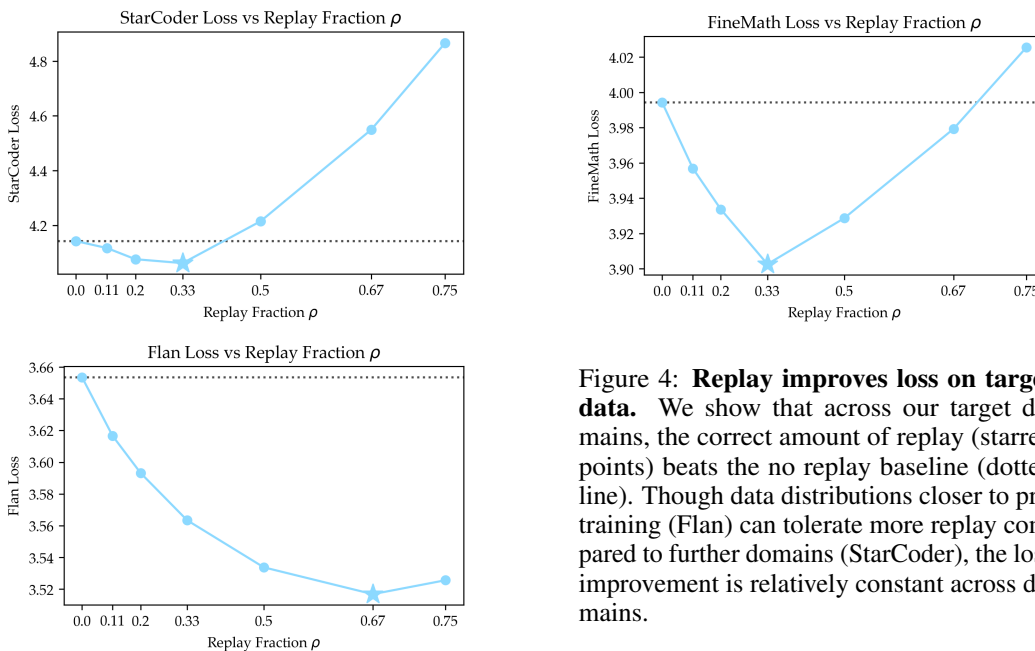 StarCoder Loss vs Replay Fraction ρ
StarCoder Loss
4.8
4.6
4.4
4.2
0.0 0.11 0.2 0.33 0.5 0.67 0.75
Replay Fraction ρ
FineMath Loss vs Replay Fraction ρ
FineMath Loss
4.02
4.00
3.98
3.96
3.94
3.92
3.90
0.0 0.11 0.2 0.33 0.5 0.67 0.75
Replay Fraction ρ
Flan Loss vs Replay Fraction ρ
Flan Loss
3.66
3.64
3.62
3.60
3.58
3.56
3.54
3.52
0.0 0.11 0.2 0.33 0.5 0.67 0.75
Replay Fraction ρ
Figure 4: Replay improves loss on targe
data. We show that across our target d
mains, the correct amount of replay (starre
points) beats the no replay baseline (dotte
line). Though data distributions closer to pr
training (Flan) can tolerate more replay con
pared to further domains (StarCoder), the lo
improvement is relatively constant across d
mains.